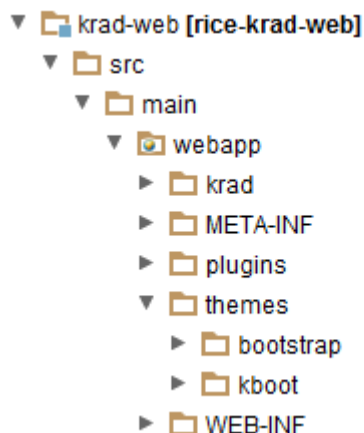 krad-web [rice-krad-web]
src
main
webapp
krad
META-INF
plugins
themes
bootstrap
kboot
WEB-INF